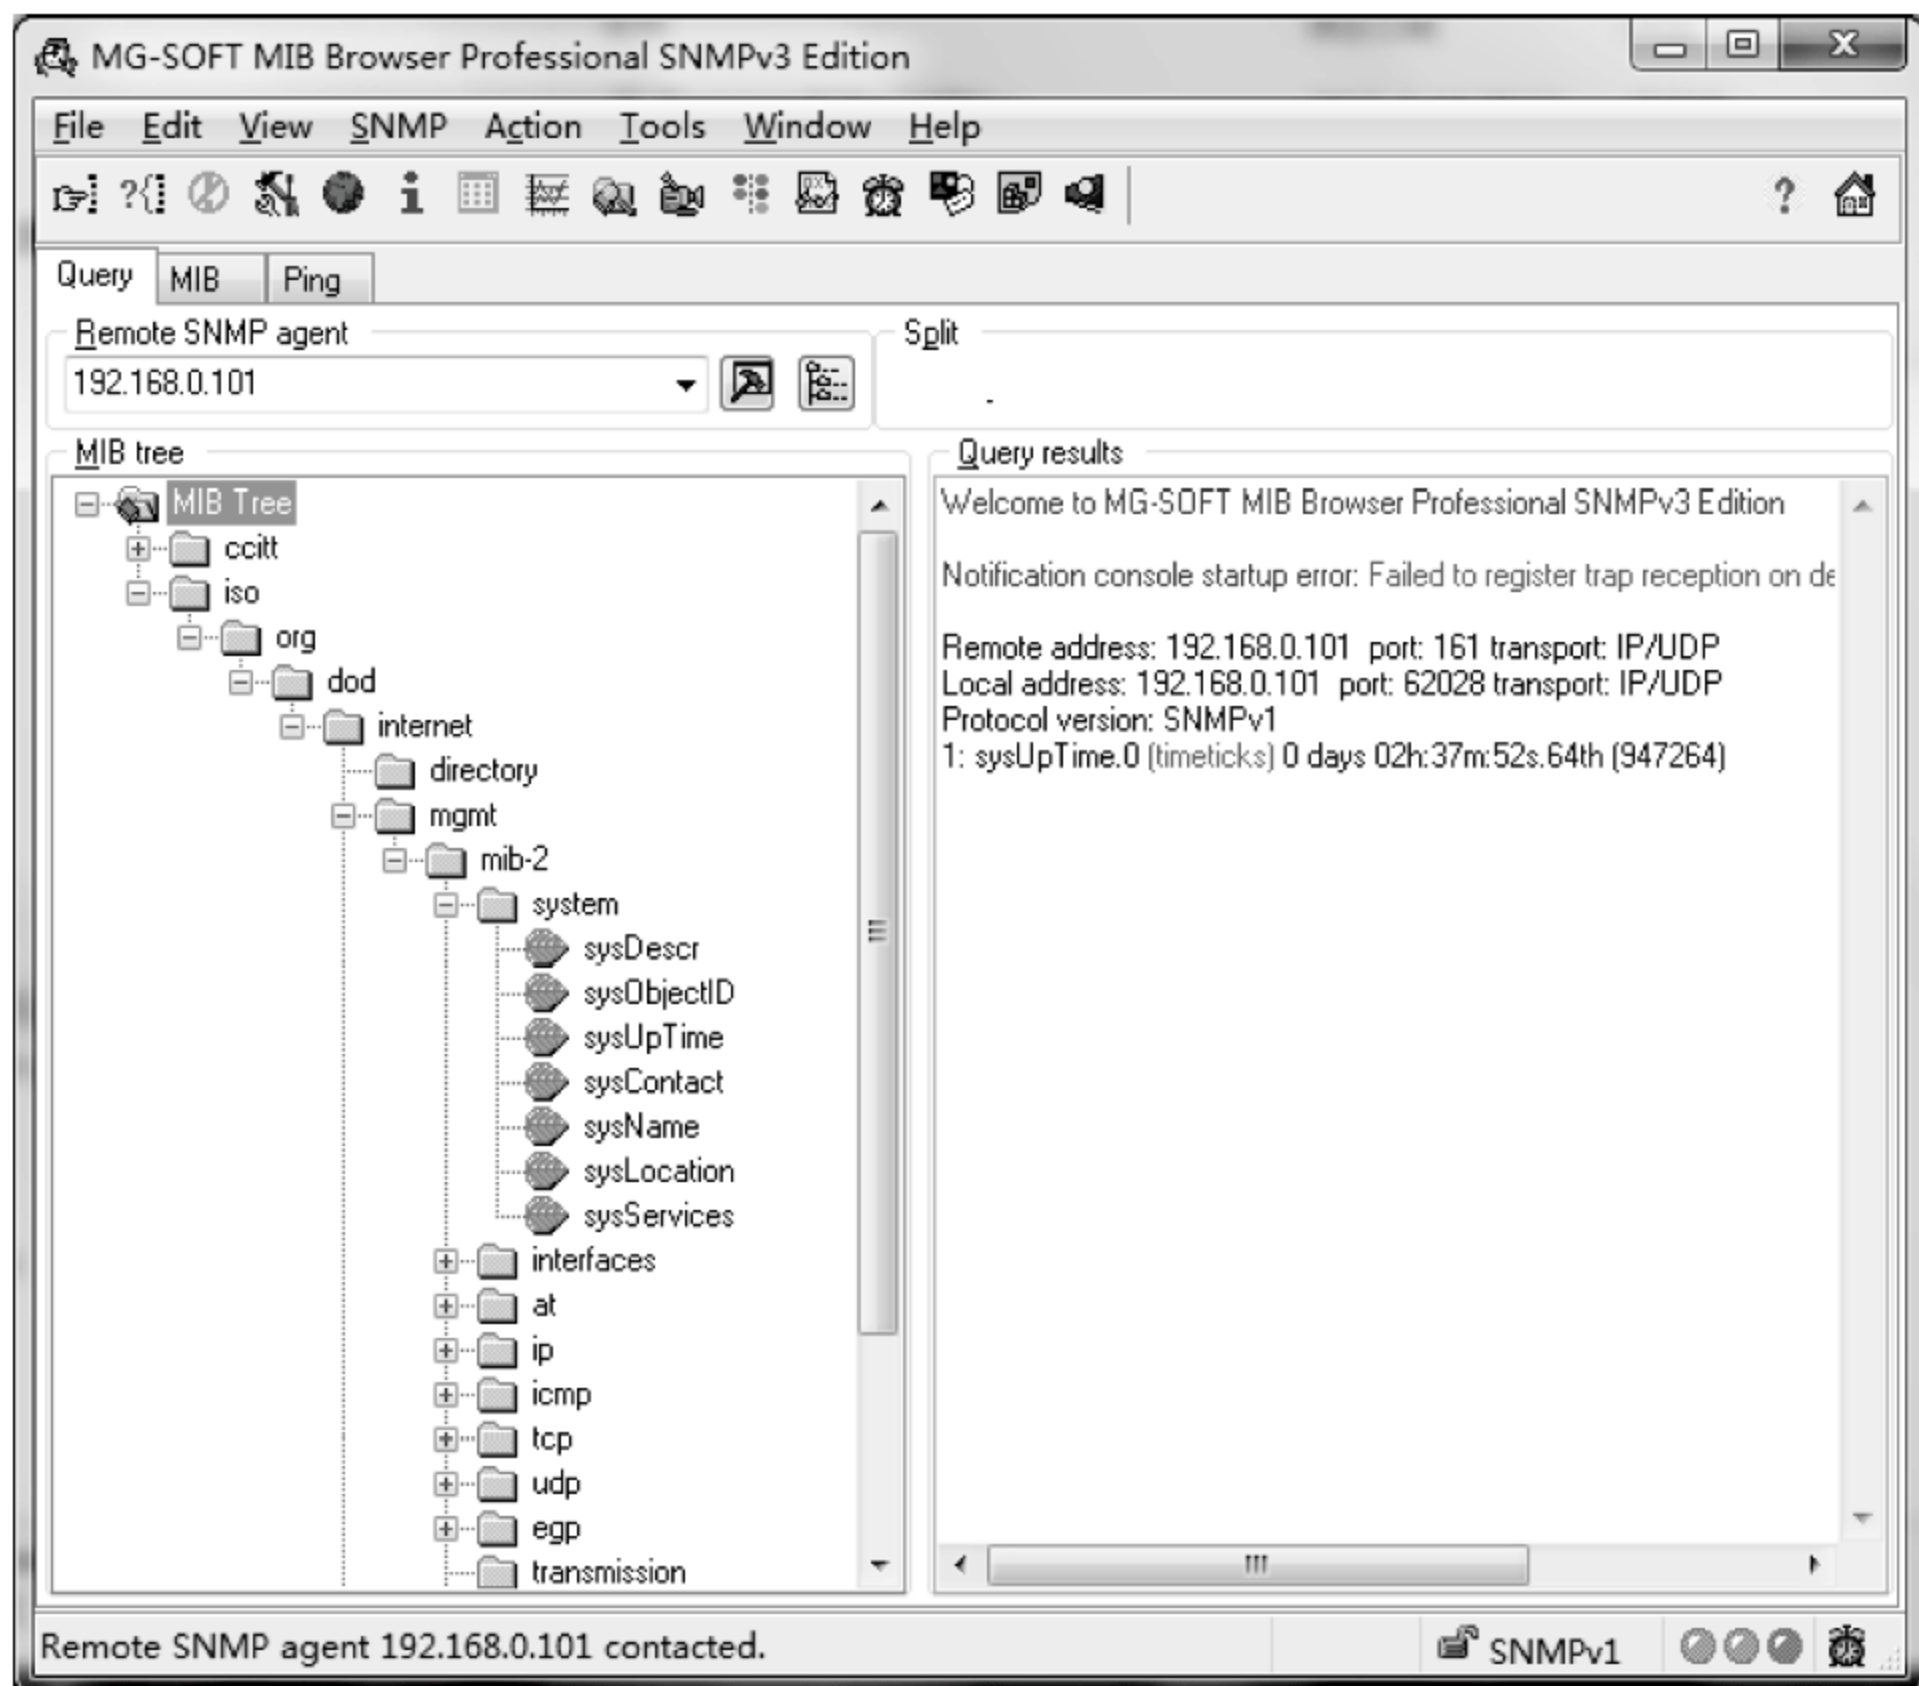 MG-SOFT MIB Browser Professional SNMPv3 Edition
File Edit View SNMP Action Tools Window Help
Query MIB Ping
Remote SNMP agent
Split
192.168.0.101
MIB tree
Query results
MIB Tree
ccitt
iso
org
dod
internet
directory
mgmt
mib-2
system
sysDescr
sysObjectID
sysUpTime
sysContact
sysName
sysLocation
sysServices
interfaces
at
ip
icmp
tcp
udp
egp
transmission
Welcome to MG-SOFT MIB Browser Professional SNMPv3 Edition
Notification console startup error: Failed to register trap reception on de
Remote address: 192.168.0.101 port: 161 transport: IP/UDP
Local address: 192.168.0.101 port: 62028 transport: IP/UDP
Protocol version: SNMPv1
1: sysUpTime.0 (timeticks) 0 days 02h:37m:52s.64th (947264)
Remote SNMP agent 192.168.0.101 contacted.
SNMPv1